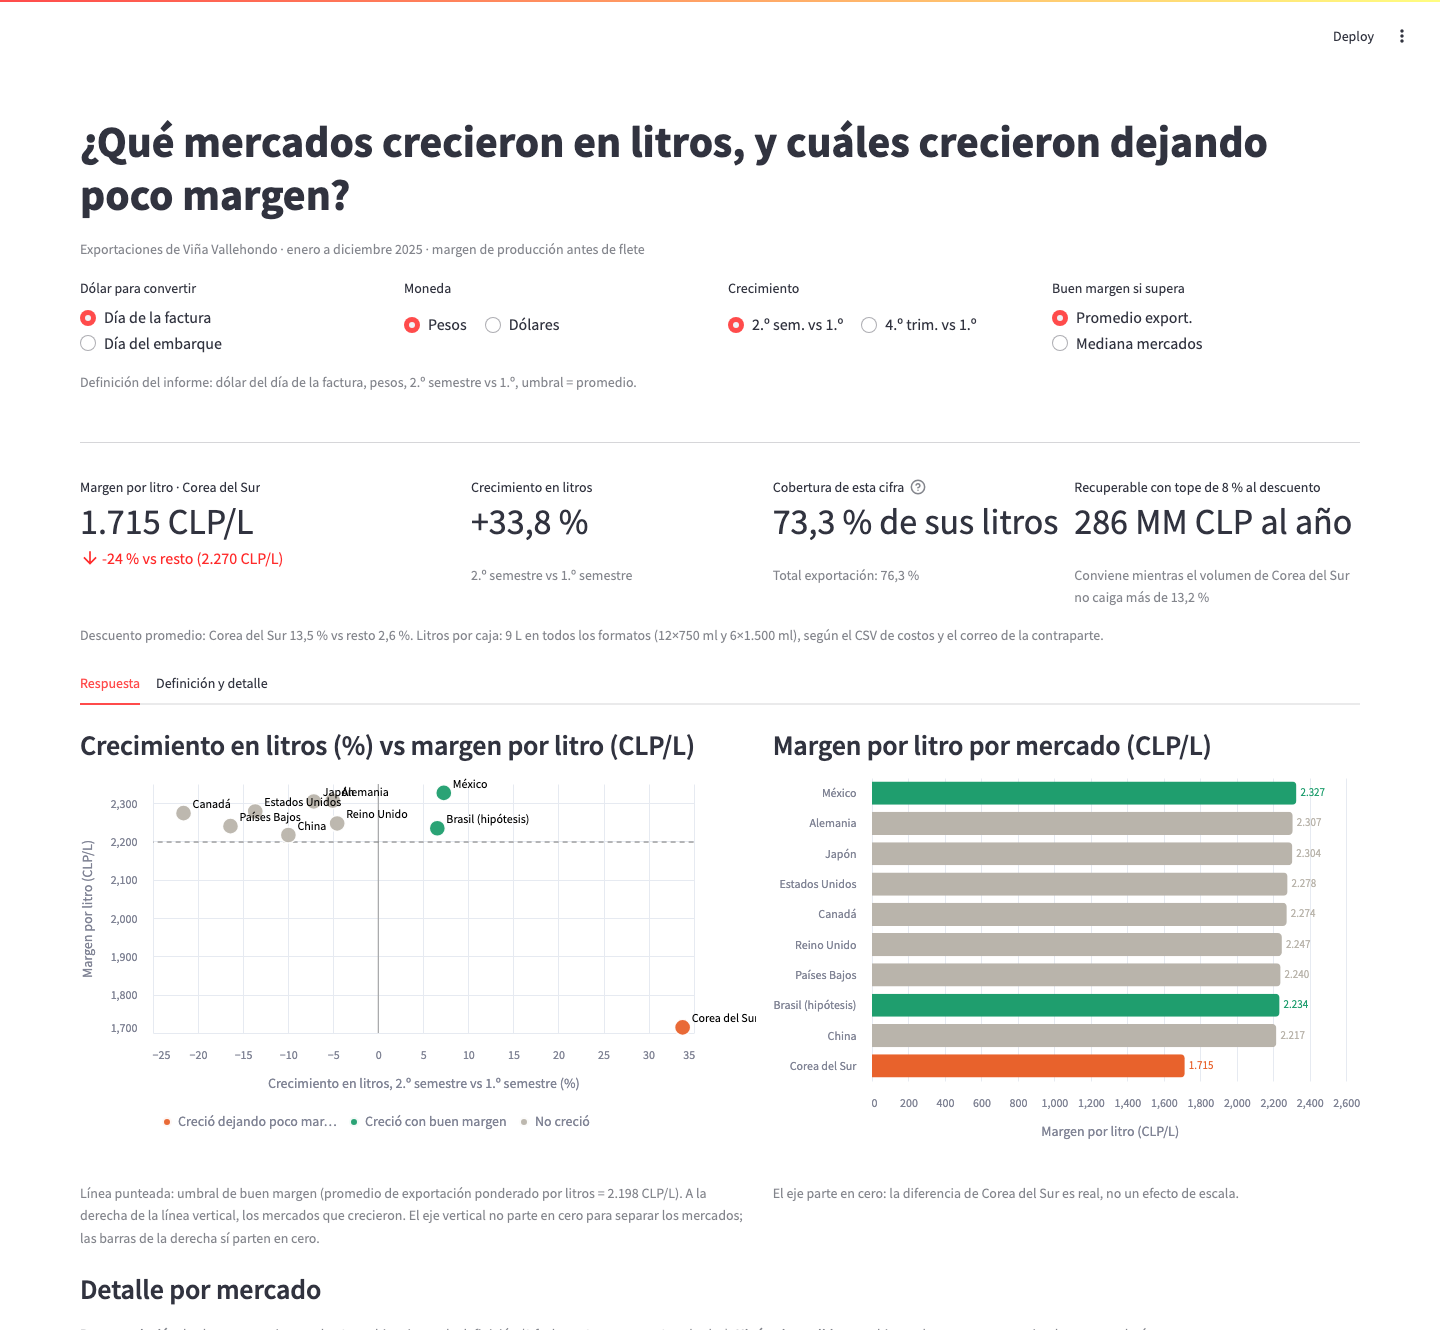 Deploy
¿Qué mercados crecieron en litros, y cuáles crecieron dejando
poco margen?
Exportaciones de Viña Vallehondo · enero a diciembre 2025 · margen de producción antes de flete
Dólar para convertir
Día de la factura
Día del embarque
Moneda
Pesos
Dólares
Crecimiento
2.º sem. vs 1.º
4.º trim. vs 1.º
Buen margen si supera
Promedio export.
Mediana mercados
Definición del informe: dólar del día de la factura, pesos, 2.º semestre vs 1.º, umbral = promedio.
Margen por litro · Corea del Sur
1.715 CLP/L
-24 % vs resto (2.270 CLP/L)
Crecimiento en litros
+33,8 %
2.º semestre vs 1.º semestre
Cobertura de esta cifra
73,3 % de sus litros
Total exportación: 76,3 %
Recuperable con tope de 8 % al descuento
286 MM CLP al año
Conviene mientras el volumen de Corea del Sur
no caiga más de 13,2 %
Descuento promedio: Corea del Sur 13,5 % vs resto 2,6 %. Litros por caja: 9 L en todos los formatos (12×750 ml y 6×1.500 ml), según el CSV de costos y el correo de la contraparte.
Respuesta
Definición y detalle
Crecimiento en litros (%) vs margen por litro (CLP/L)
Margen por litro (CLP/L)
2,300
2,200
2,100
2,000
1,900
1,800
1,700
Canadá
Países Bajos
Estados Unidos
China
Japón
Alemania
Reino Unido
México
Brasil (hipótesis)
Corea del Sur
−25 −20 −15 −10 −5 0 5 10 15 20 25 30 35
Crecimiento en litros, 2.º semestre vs 1.º semestre (%)
Creció dejando poco mar…
Creció con buen margen
No creció
Línea punteada: umbral de buen margen (promedio de exportación ponderado por litros = 2.198 CLP/L). A la
derecha de la línea vertical, los mercados que crecieron. El eje vertical no parte en cero para separar los mercados;
las barras de la derecha sí parten en cero.
Margen por litro por mercado (CLP/L)
México 2.327
Alemania 2.307
Japón 2.304
Estados Unidos 2.278
Canadá 2.274
Reino Unido 2.247
Países Bajos 2.240
Brasil (hipótesis) 2.234
China 2.217
Corea del Sur 1.715
0 200 400 600 800 1,000 1,200 1,400 1,600 1,800 2,000 2,200 2,400 2,600
Margen por litro (CLP/L)
El eje parte en cero: la diferencia de Corea del Sur es real, no un efecto de escala.
Detalle por mercado